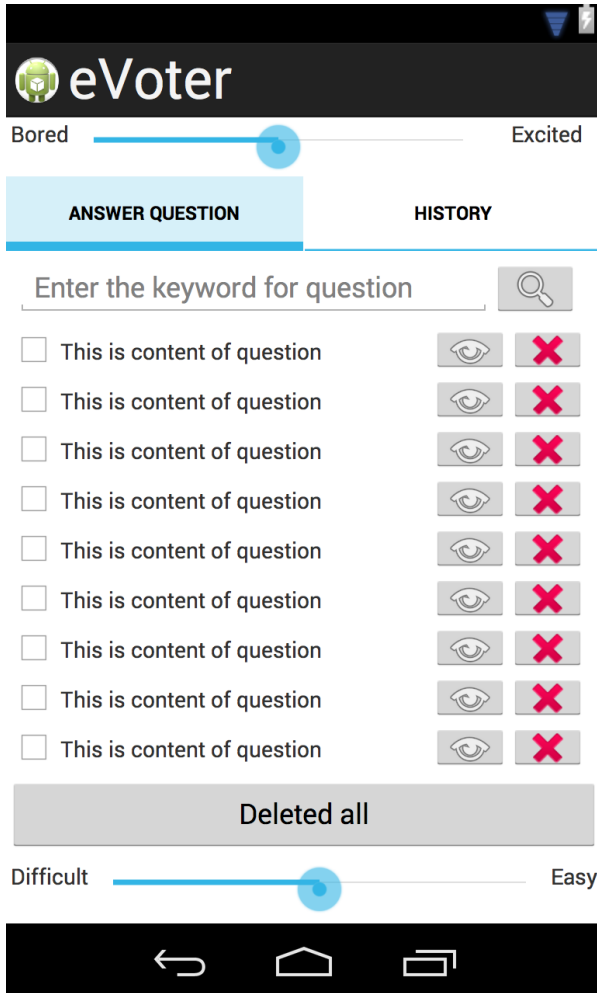 eVoter
Bored Excited
ANSWER QUESTION HISTORY
Enter the keyword for question
This is content of question
This is content of question
This is content of question
This is content of question
This is content of question
This is content of question
This is content of question
This is content of question
This is content of question
Deleted all
Difficult Easy